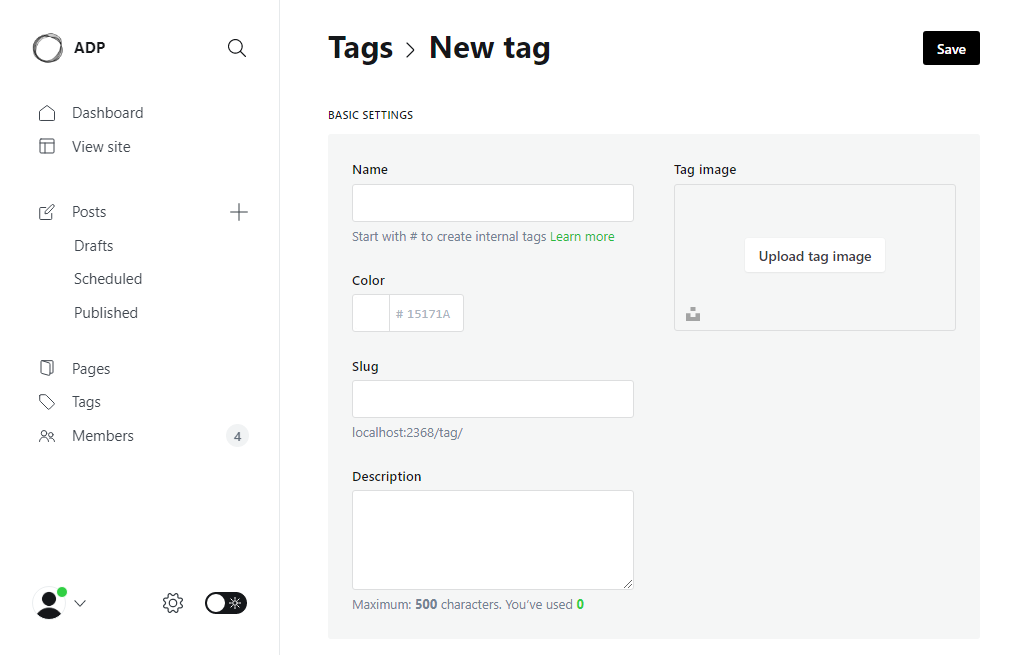 ADP
Dashboard
View site
Posts
Drafts
Scheduled
Published
Pages
Tags
Members 4
Tags > New tag
Save
BASIC SETTINGS
Name
Start with # to create internal tags Learn more
Color
# 15171A
Slug
localhost:2368/tag/
Description
Maximum: 500 characters. You’ve used 0
Tag image
Upload tag image